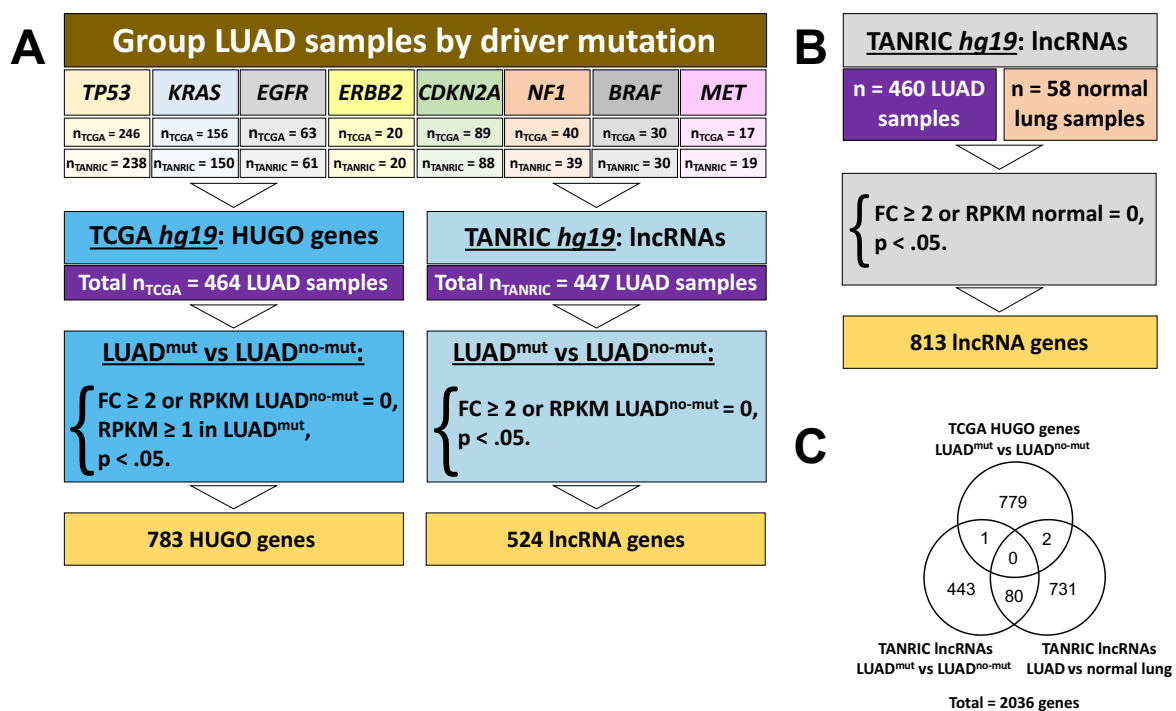 A
Group LUAD samples by driver mutation
TP53 KRAS EGFR ERBB2 CDKN2A NF1 BRAF MET
nTCGA = 246 nTCGA = 156 nTCGA = 63 nTCGA = 20 nTCGA = 89 nTCGA = 40 nTCGA = 30 nTCGA = 17
nTANRIC = 238 nTANRIC = 150 nTANRIC = 61 nTANRIC = 20 nTANRIC = 88 nTANRIC = 39 nTANRIC = 30 nTANRIC = 19
TCGA hg19: HUGO genes
Total nTCGA = 464 LUAD samples
LUADmut vs LUADno-mut:
{ FC ≥ 2 or RPKM LUADno-mut = 0,
RPKM ≥ 1 in LUADmut,
p < .05.
783 HUGO genes
TANRIC hg19: lncRNAs
Total nTANRIC = 447 LUAD samples
LUADmut vs LUADno-mut:
{ FC ≥ 2 or RPKM LUADno-mut = 0,
p < .05.
524 lncRNA genes
B
TANRIC hg19: lncRNAs
n = 460 LUAD
samples
n = 58 normal
lung samples
{ FC ≥ 2 or RPKM normal = 0,
p < .05.
813 lncRNA genes
C
TCGA HUGO genes
LUADmut vs LUADno-mut
779
1 2
0
443 80 731
TANRIC lncRNAs
LUADmut vs LUADno-mut
TANRIC lncRNAs
LUAD vs normal lung
Total = 2036 genes